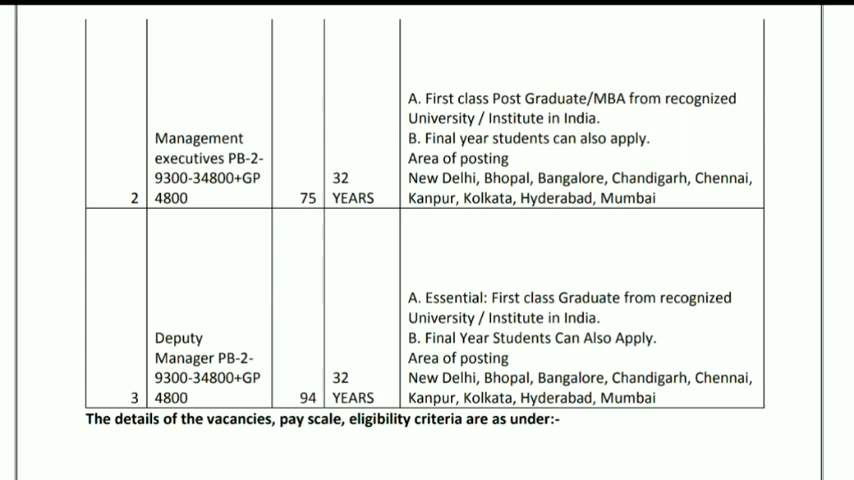 A. First class Post Graduate/MBA from recognized
University / Institute in India.
Management
B. Final year students can also apply.
executives PB-2-
Area of posting
9300-34800+GP
32
New Delhi, Bhopal, Bangalore, Chandigarh, Chennai,
2 4800 75 YEARS Kanpur, Kolkata, Hyderabad, Mumbai
A. Essential: First class Graduate from recognized
University / Institute in India.
Deputy
B. Final Year Students Can Also Apply.
Manager PB-2-
Area of posting
9300-34800+GP
32
New Delhi, Bhopal, Bangalore, Chandigarh, Chennai,
3 4800 94 YEARS Kanpur, Kolkata, Hyderabad, Mumbai
The details of the vacancies, pay scale, eligibility criteria are as under:-